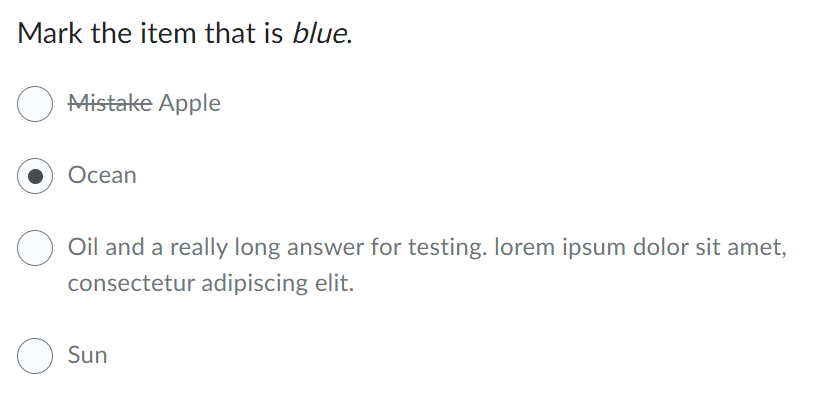 Mark the item that is blue.
Mistake Apple
Ocean
Oil and a really long answer for testing. lorem ipsum dolor sit amet,
consectetur adipiscing elit.
Sun